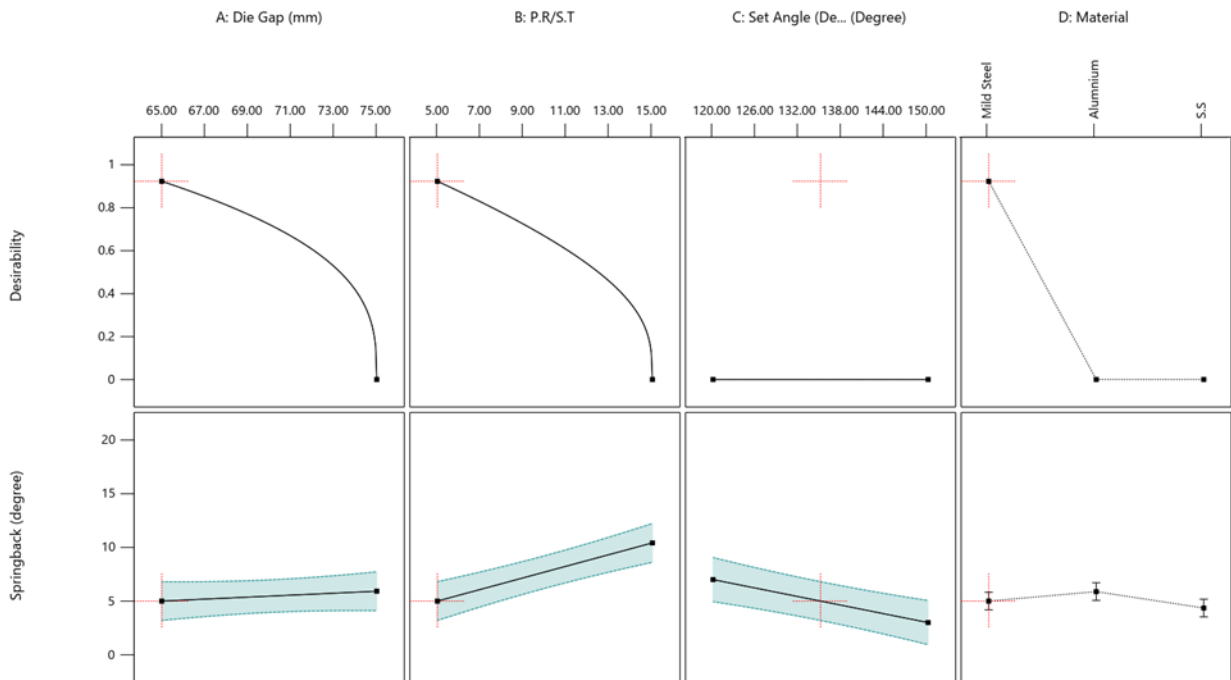 A: Die Gap (mm)
B: P.R/S.T
C: Set Angle (De... (Degree)
D: Material
65.00 67.00 69.00 71.00 73.00 75.00
5.00 7.00 9.00 11.00 13.00 15.00
120.00 126.00 132.00 138.00 144.00 150.00
Mild Steel
Alumnium
S.S
Desirability
1
0.8
0.6
0.4
0.2
0
Springback (degree)
20
15
10
5
0